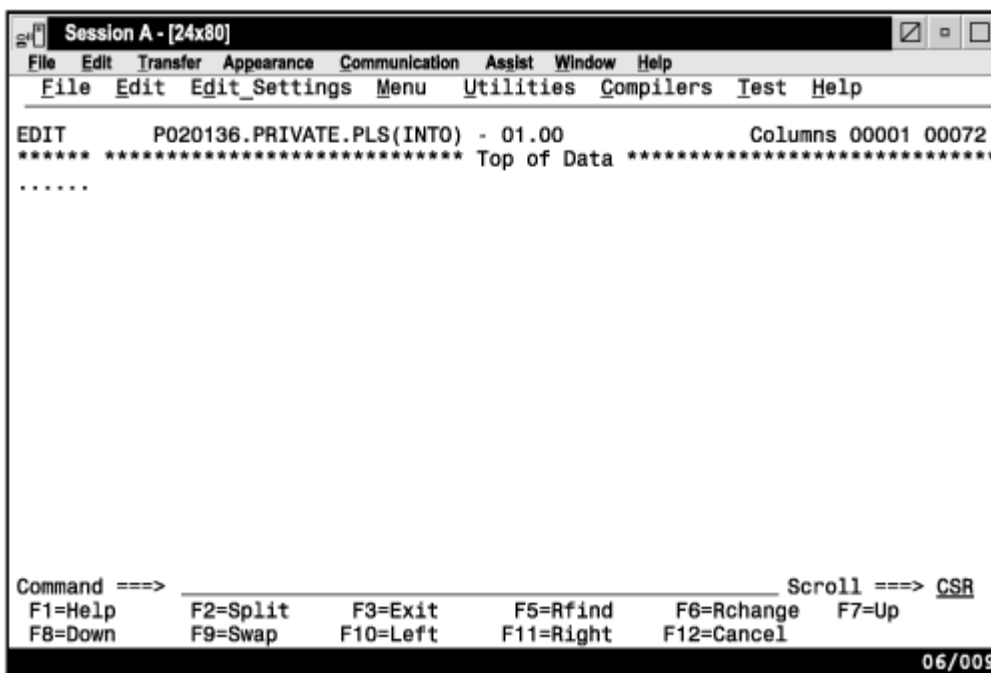 Session A - [24x80]
File Edit Transfer Appearance Communication Assist Window Help
File Edit Edit_Settings Menu Utilities Compilers Test Help
EDIT P020136.PRIVATE.PLS(INTO) - 01.00 Columns 00001 00072
****** ***************************** Top of Data ******************************
......
Command ===> Scroll ===> CSR
F1=Help F2=Split F3=Exit F5=Rfind F6=Rchange F7=Up
F8=Down F9=Swap F10=Left F11=Right F12=Cancel
06/009